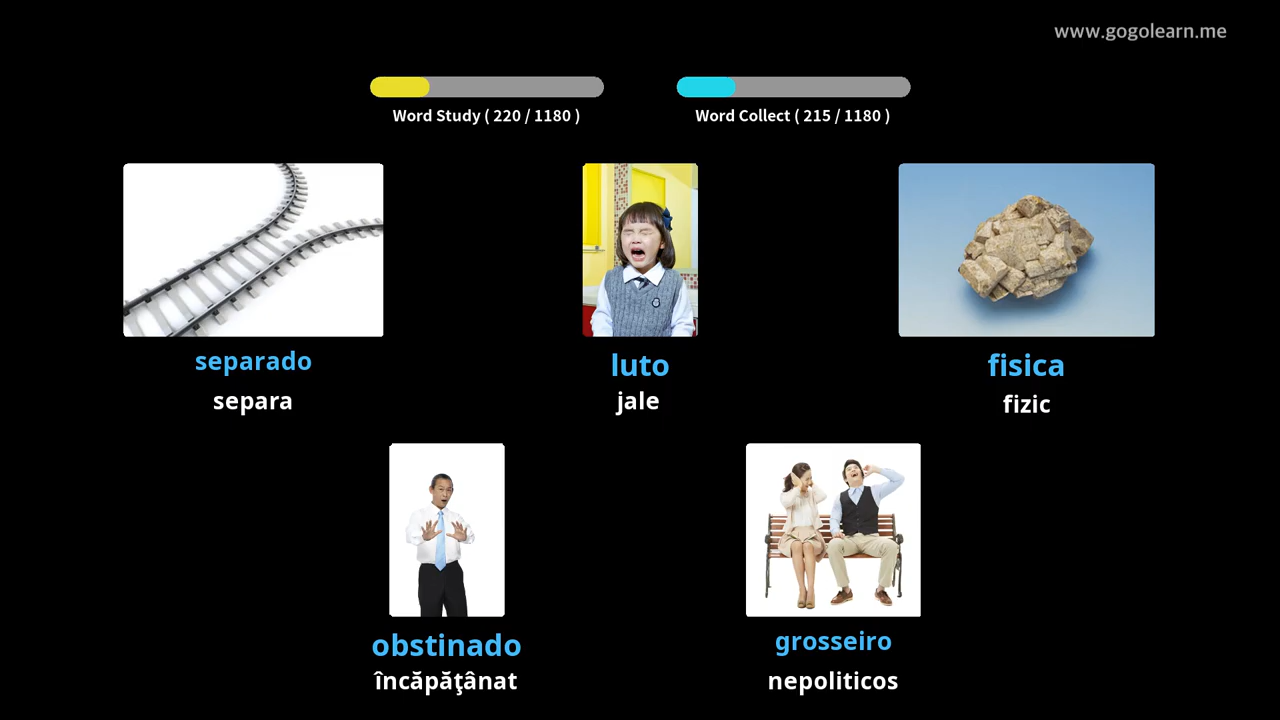 www.gogolearn.me
Word Study ( 220 / 1180 )
Word Collect ( 215 / 1180 )
separado
separa
luto
jale
fisica
fizic
obstinado
încăpăţânat
grosseiro
nepoliticos